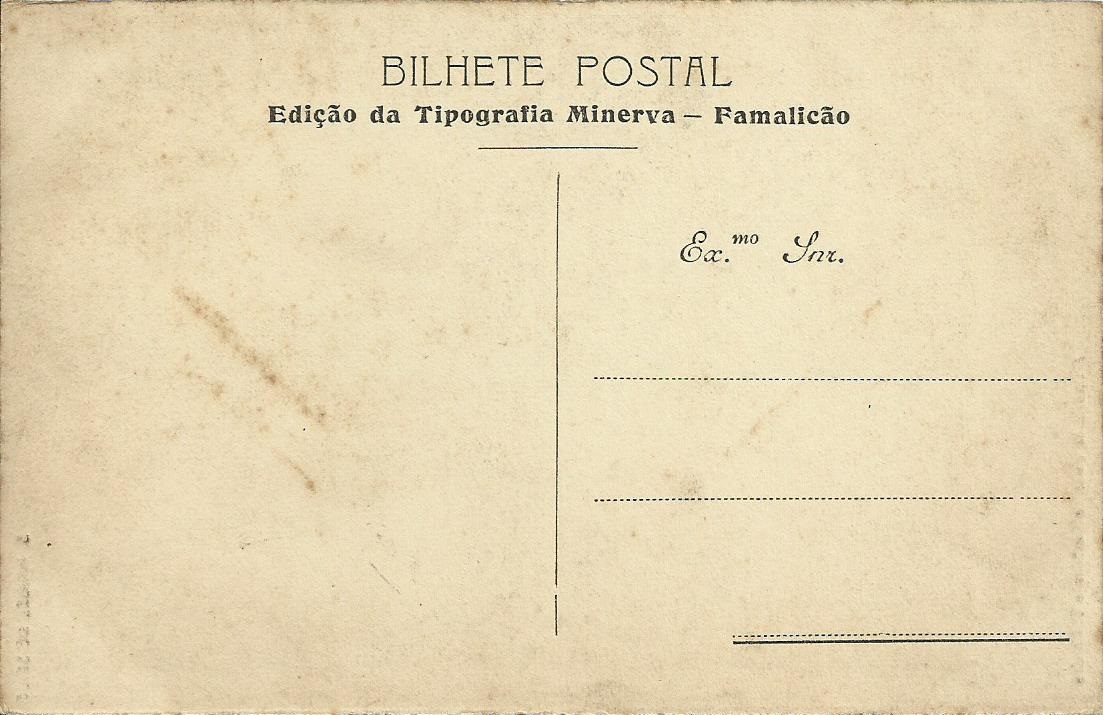 BILHETE POSTAL
Edição da Tipografia Minerva — Famalicão
Ex.mo Snr.